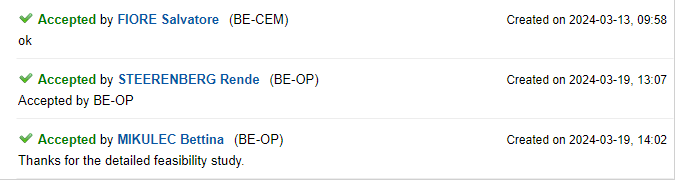 Accepted by FIORE Salvatore (BE-CEM) Created on 2024-03-13, 09:58
ok
Accepted by STEERENBERG Rende (BE-OP) Created on 2024-03-19, 13:07
Accepted by BE-OP
Accepted by MIKULEC Bettina (BE-OP) Created on 2024-03-19, 14:02
Thanks for the detailed feasibility study.